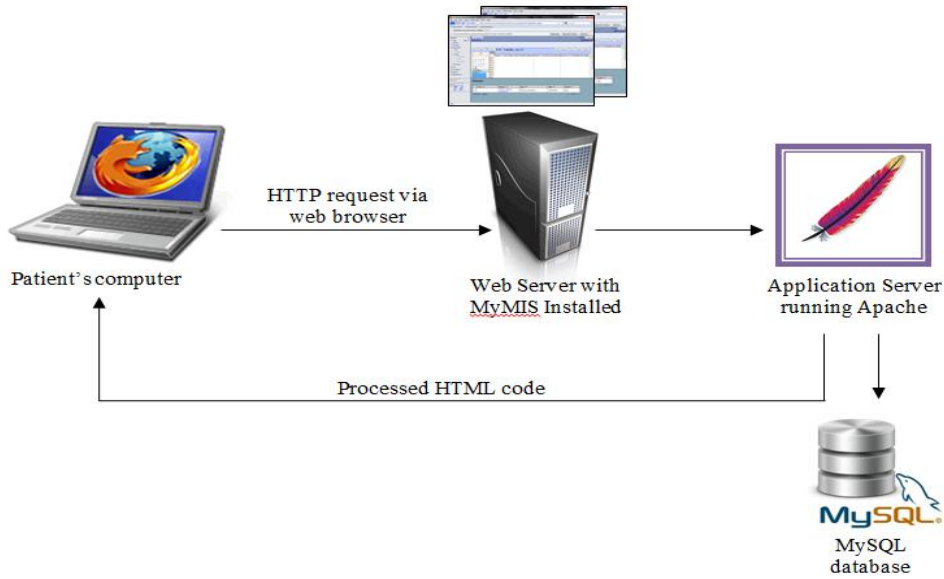 HTTP request via
web browser
Patient's computer
Web Server with
MyMIS Installed
Application Server
running Apache
Processed HTML code
MySQL
MySQL
database